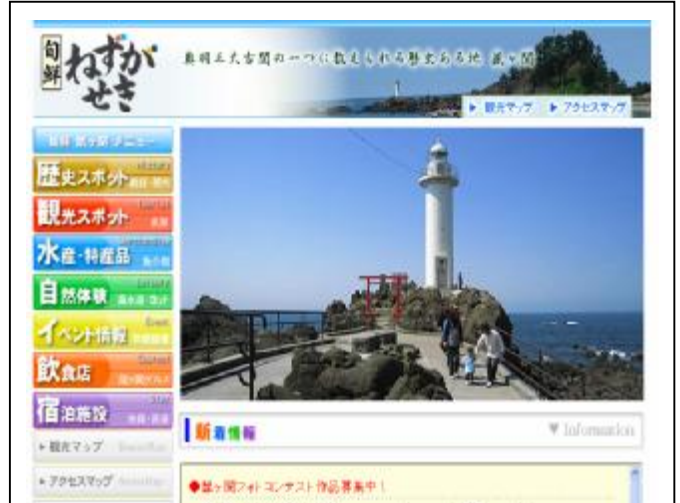 旬鮮
ねずがせき
奥羽三大古関の一つに数えられる歴史ある地 鼠ヶ関
▶ 観光マップ ▶ アクセスマップ
歴史スポット
観光スポット
水産・特産品
自然体験
イベント情報
飲食店
宿泊施設
観光マップ
アクセスマップ
新着情報
▼ Information
●鼠ヶ関フォトコンテスト作品募集中！